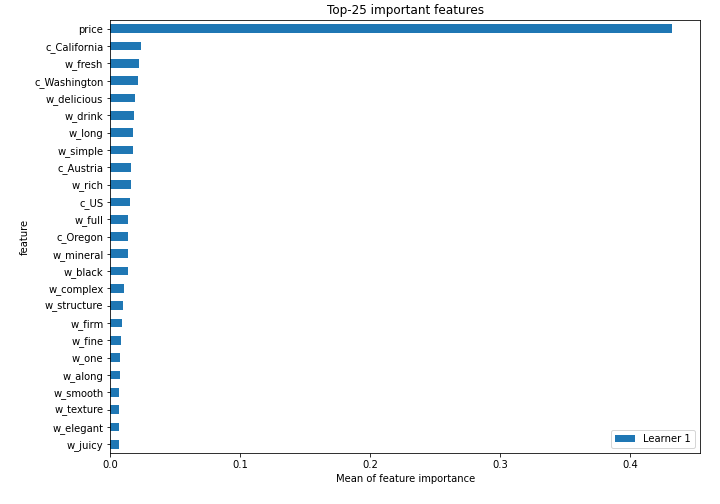 Top-25 important features
price
c_California
w_fresh
c_Washington
w_delicious
w_drink
w_long
w_simple
c_Austria
w_rich
c_US
w_full
c_Oregon
w_mineral
w_black
w_complex
w_structure
w_firm
w_fine
w_one
w_along
w_smooth
w_texture
w_elegant
w_juicy
feature
Learner 1
0.0 0.1 0.2 0.3 0.4
Mean of feature importance